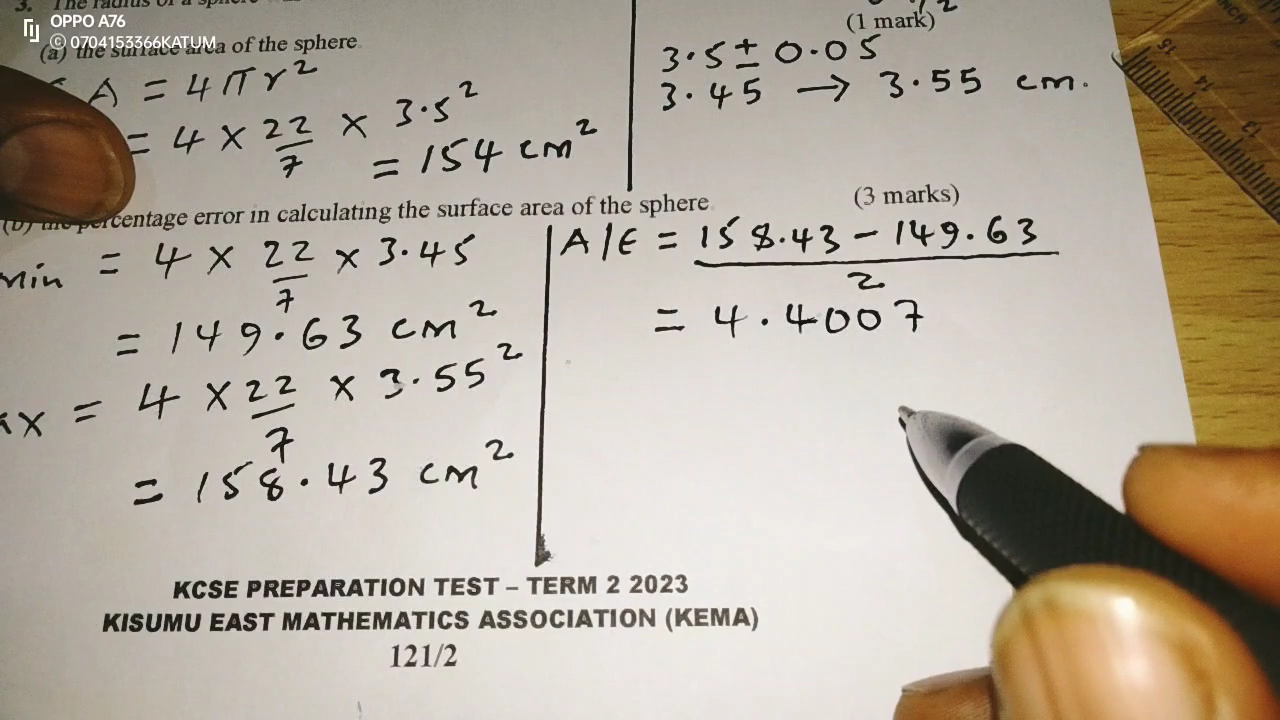 3. The radius of a sphere
OPPO A76
© 0704153366KATUM
(a) the surface area of the sphere
A = 4πr²
= 4 × 22/7 × 3.5²
= 154 cm²
(1 mark)
3.5 ± 0.05
3.45 → 3.55 cm.
(b) the percentage error in calculating the surface area of the sphere
(3 marks)
min = 4 × 22/7 × 3.45
= 149.63 cm²
ax = 4 × 22/7 × 3.55²
= 158.43 cm²
A/E = 158.43 - 149.63
2
= 4.4007
KCSE PREPARATION TEST – TERM 2 2023
KISUMU EAST MATHEMATICS ASSOCIATION (KEMA)
121/2